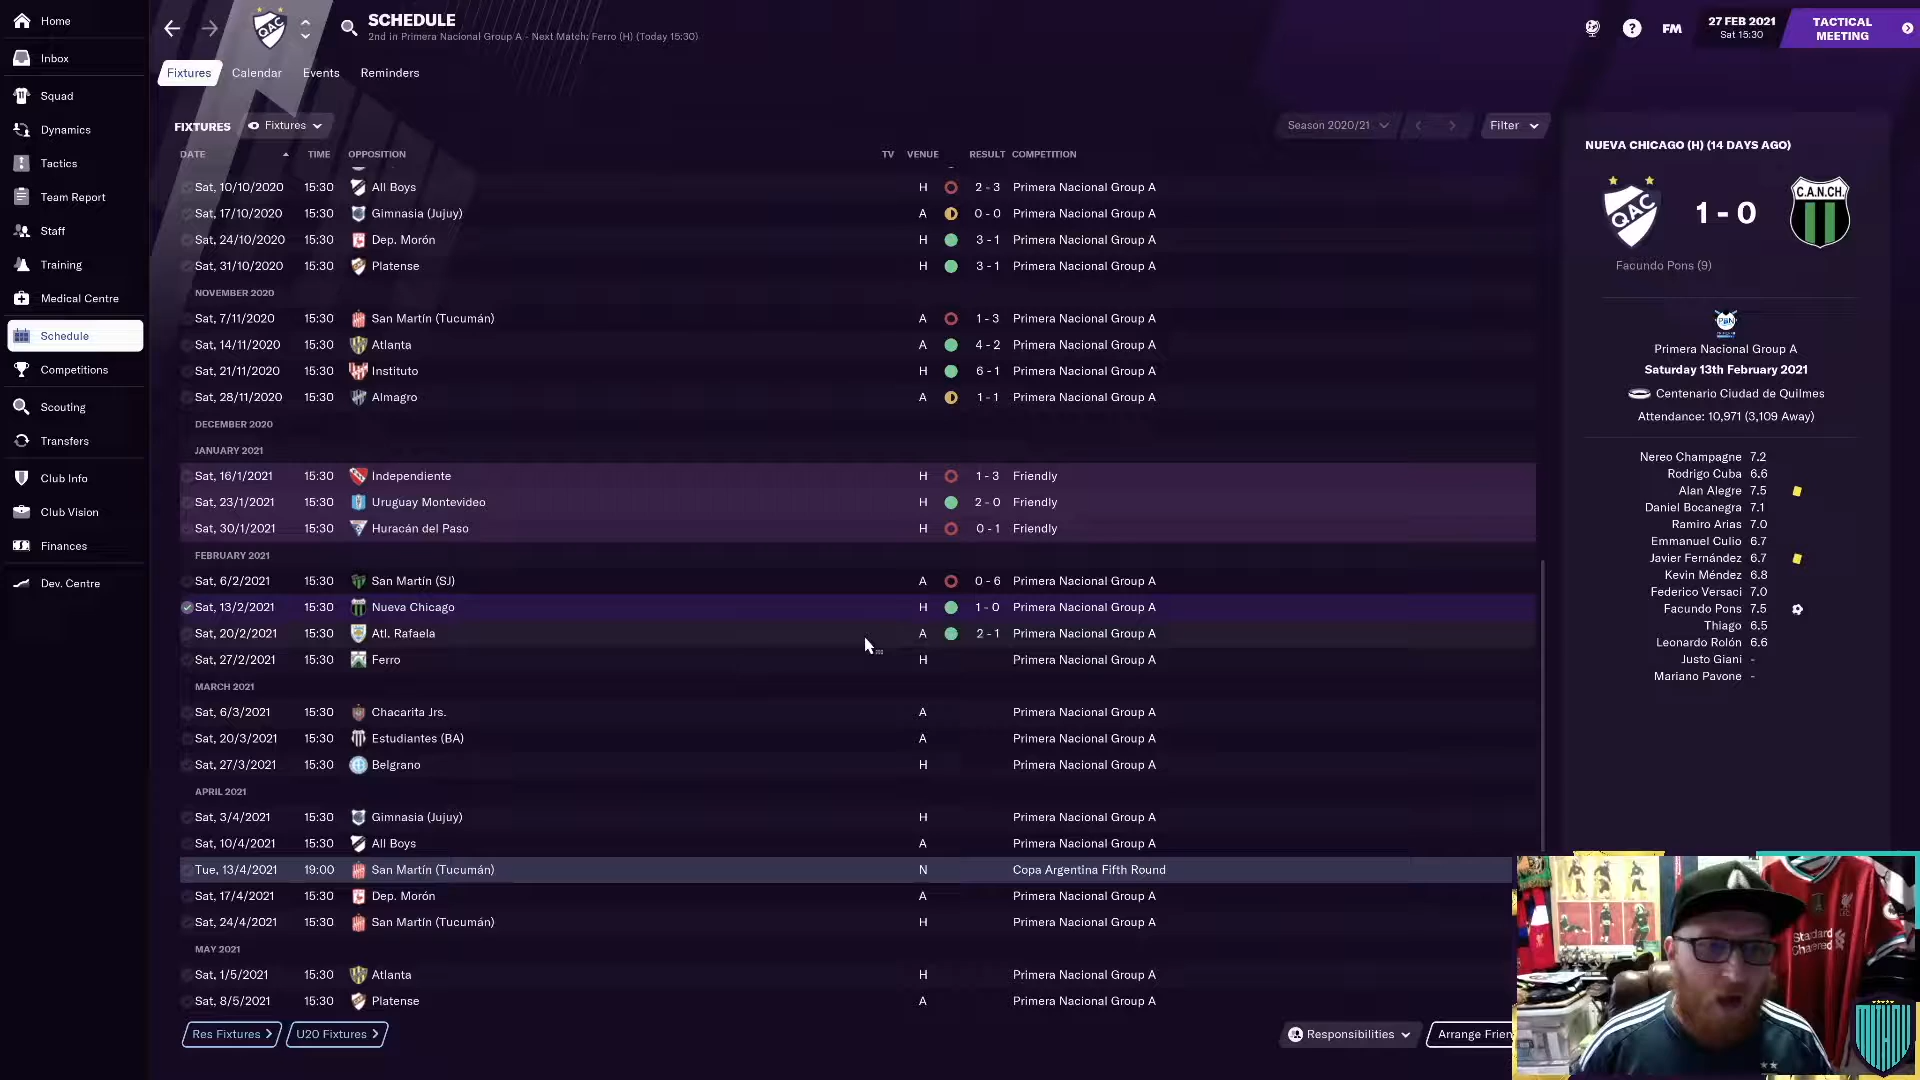 Home
Inbox
Squad
Dynamics
Tactics
Team Report
Staff
Training
Medical Centre
Schedule
Competitions
Scouting
Transfers
Club Info
Club Vision
Finances
Dev. Centre
QAC
SCHEDULE
2nd in Primera Nacional Group A - Next Match: Ferro (H) (Today 15:30)
FM
27 FEB 2021
Sat 15:30
TACTICAL MEETING
Fixtures Calendar Events Reminders
FIXTURES Fixtures Season 2020/21 Filter
DATE TIME OPPOSITION TV VENUE RESULT COMPETITION
Sat, 10/10/2020 15:30 All Boys H 2 - 3 Primera Nacional Group A
Sat, 17/10/2020 15:30 Gimnasia (Jujuy) A 0 - 0 Primera Nacional Group A
Sat, 24/10/2020 15:30 Dep. Morón H 3 - 1 Primera Nacional Group A
Sat, 31/10/2020 15:30 Platense H 3 - 1 Primera Nacional Group A
NOVEMBER 2020
Sat, 7/11/2020 15:30 San Martín (Tucumán) A 1 - 3 Primera Nacional Group A
Sat, 14/11/2020 15:30 Atlanta A 4 - 2 Primera Nacional Group A
Sat, 21/11/2020 15:30 Instituto H 6 - 1 Primera Nacional Group A
Sat, 28/11/2020 15:30 Almagro A 1 - 1 Primera Nacional Group A
DECEMBER 2020
JANUARY 2021
Sat, 16/1/2021 15:30 Independiente H 1 - 3 Friendly
Sat, 23/1/2021 15:30 Uruguay Montevideo H 2 - 0 Friendly
Sat, 30/1/2021 15:30 Huracán del Paso H 0 - 1 Friendly
FEBRUARY 2021
Sat, 6/2/2021 15:30 San Martín (SJ) A 0 - 6 Primera Nacional Group A
Sat, 13/2/2021 15:30 Nueva Chicago H 1 - 0 Primera Nacional Group A
Sat, 20/2/2021 15:30 Atl. Rafaela A 2 - 1 Primera Nacional Group A
Sat, 27/2/2021 15:30 Ferro H Primera Nacional Group A
MARCH 2021
Sat, 6/3/2021 15:30 Chacarita Jrs. A Primera Nacional Group A
Sat, 20/3/2021 15:30 Estudiantes (BA) A Primera Nacional Group A
Sat, 27/3/2021 15:30 Belgrano H Primera Nacional Group A
APRIL 2021
Sat, 3/4/2021 15:30 Gimnasia (Jujuy) H Primera Nacional Group A
Sat, 10/4/2021 15:30 All Boys A Primera Nacional Group A
Tue, 13/4/2021 19:00 San Martín (Tucumán) N Copa Argentina Fifth Round
Sat, 17/4/2021 15:30 Dep. Morón A Primera Nacional Group A
Sat, 24/4/2021 15:30 San Martín (Tucumán) H Primera Nacional Group A
MAY 2021
Sat, 1/5/2021 15:30 Atlanta H Primera Nacional Group A
Sat, 8/5/2021 15:30 Platense A Primera Nacional Group A
Res Fixtures U20 Fixtures Responsibilities Arrange Frien
NUEVA CHICAGO (H) (14 DAYS AGO)
QAC 1 - 0 C.A.N.CH.
Facundo Pons (9)
Primera Nacional Group A
Saturday 13th February 2021
Centenario Ciudad de Quilmes
Attendance: 10,971 (3,109 Away)
Nereo Champagne 7.2
Rodrigo Cuba 6.6
Alan Alegre 7.5
Daniel Bocanegra 7.1
Ramiro Arias 7.0
Emmanuel Culio 6.7
Javier Fernández 6.7
Kevin Méndez 6.8
Federico Versaci 7.0
Facundo Pons 7.5
Thiago 6.5
Leonardo Rolón 6.6
Justo Giani -
Mariano Pavone -
Standard
Chartered